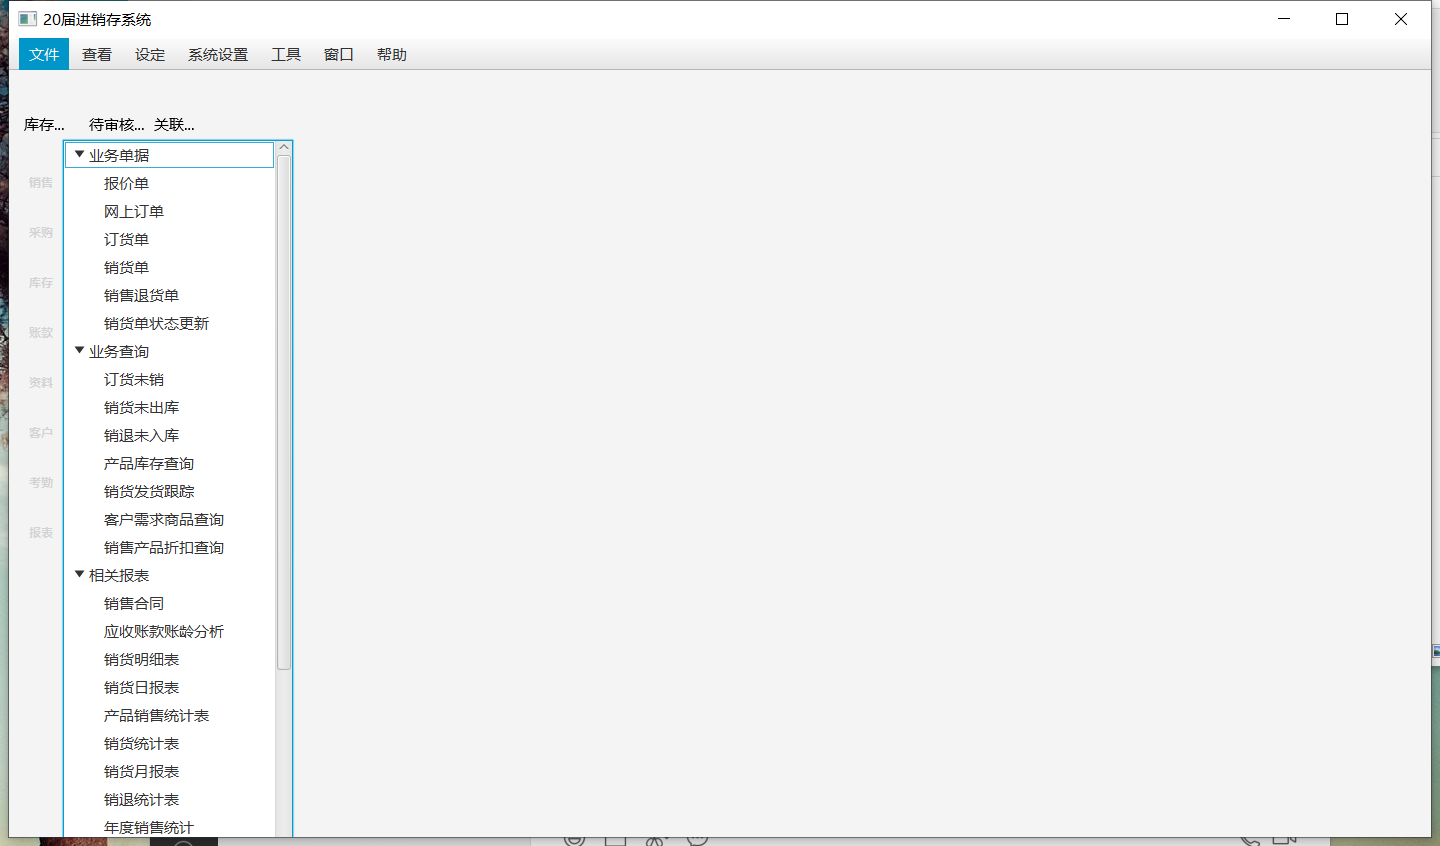 20届进销存系统
文件 查看 设定 系统设置 工具 窗口 帮助
库存... 待审核... 关联...
销售
采购
库存
账款
资料
客户
考勤
报表
业务单据
报价单
网上订单
订货单
销货单
销售退货单
销货单状态更新
业务查询
订货未销
销货未出库
销退未入库
产品库存查询
销货发货跟踪
客户需求商品查询
销售产品折扣查询
相关报表
销售合同
应收账款账龄分析
销货明细表
销货日报表
产品销售统计表
销货统计表
销货月报表
销退统计表
年度销售统计